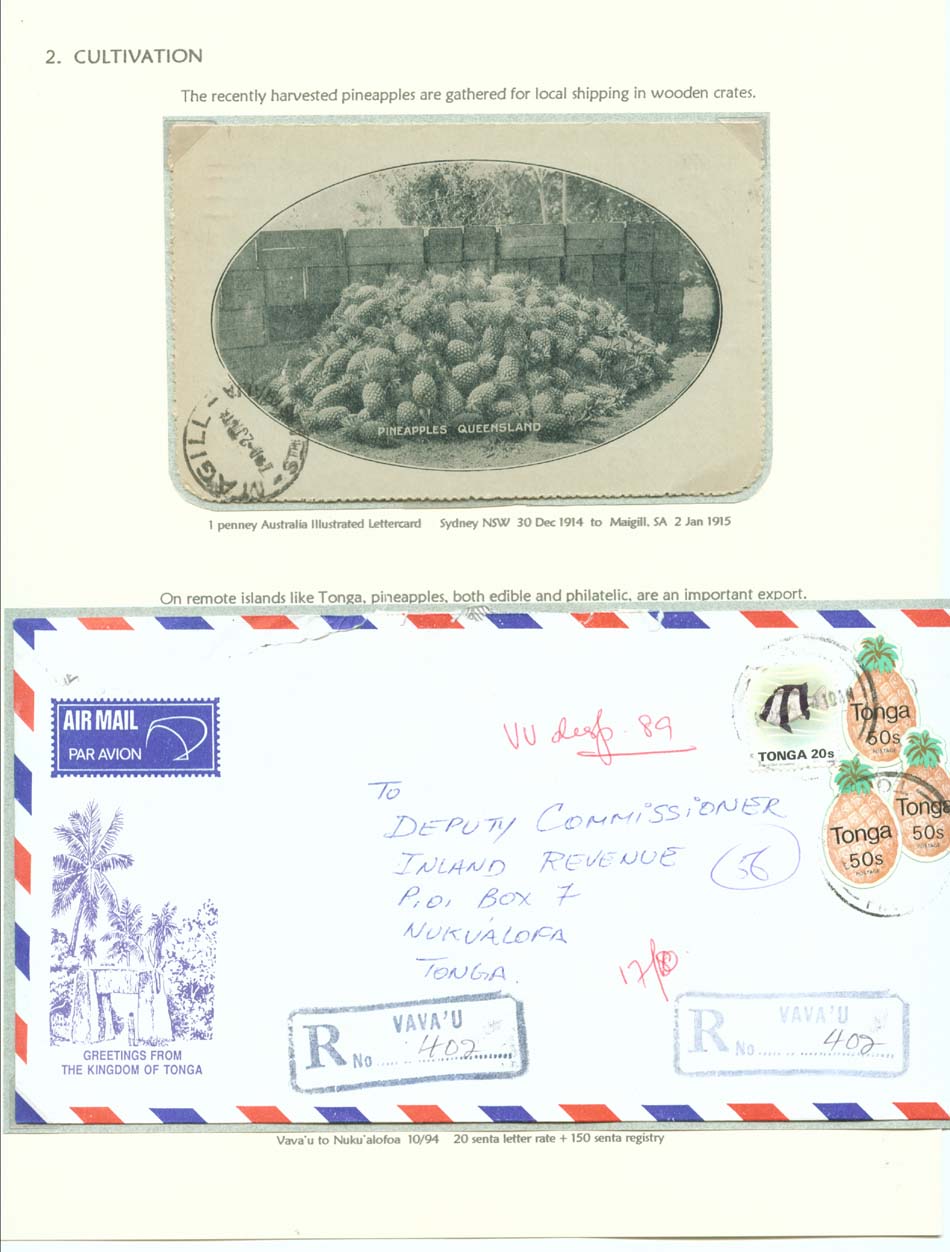 2. CULTIVATION
The recently harvested pineapples are gathered for local shipping in wooden crates.
PINEAPPLES QUEENSLAND
MAGILL
1 penney Australia Illustrated Lettercard Sydney NSW 30 Dec 1914 to Maigill, SA 2 Jan 1915
On remote islands like Tonga, pineapples, both edible and philatelic, are an important export.
AIR MAIL
PAR AVION
VU desp. 89
TONGA 20s
Tonga
50s
POSTAGE
Tonga
50s
POSTAGE
Tonga
50s
POSTAGE
To
DEPUTY COMMISSIONER
INLAND REVENUE
56
P.O. BOX 7
NUKUALOFA
TONGA.
GREETINGS FROM
THE KINGDOM OF TONGA
R VAVA'U
No 402
R VAVA'U
No 402
Vava'u to Nuku'alofoa 10/94 20 senta letter rate + 150 senta registry